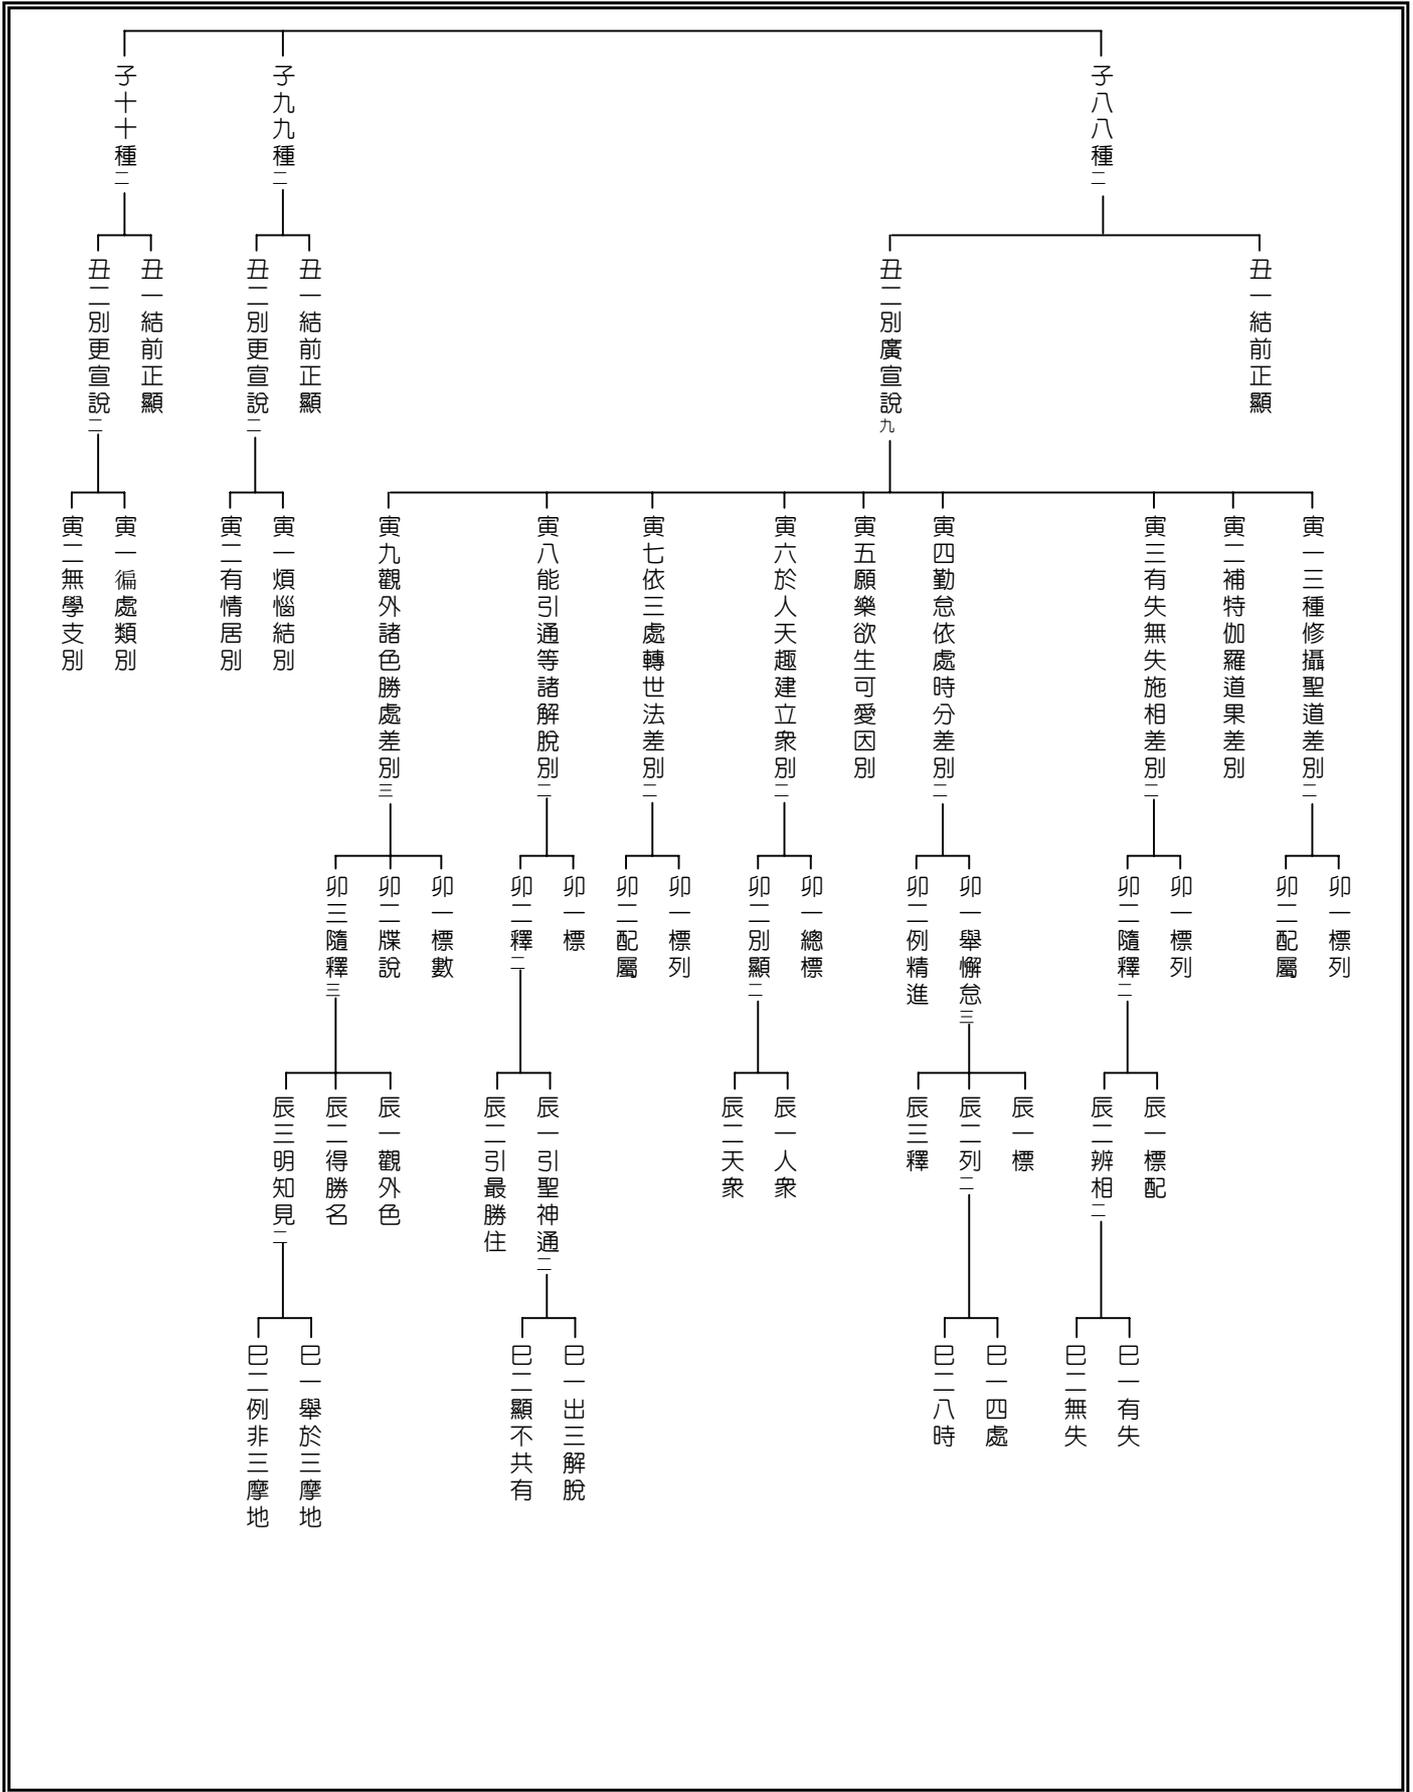 子八八種二
丑一結前正顯
丑二別廣宣說九
寅一三種修攝聖道差別二
卯一標列
卯二配屬
寅二補特伽羅道果差別
寅三有失無失施相差別二
卯一標列
卯二隨釋二
辰一標配
辰二辨相二
巳一有失
巳二無失
寅四勤怠依處時分差別二
卯一舉懈怠三
辰一標
辰二列二
巳一四處
巳二八時
辰三釋
卯二例精進
寅五願樂欲生可愛因別
寅六於人天趣建立衆別二
卯一總標
卯二別顯二
辰一人衆
辰二天衆
寅七依三處轉世法差別二
卯一標列
卯二配屬
寅八能引通等諸解脫別二
卯一標
卯二釋二
辰一引聖神通二
巳一出三解脫
巳二顯不共有
辰二引最勝住
寅九觀外諸色勝處差別三
卯一標數
卯二牒說
卯三隨釋三
辰一觀外色
辰二得勝名
辰三明知見二
巳一舉於三摩地
巳二例非三摩地
子九九種二
丑一結前正顯
丑二別更宣說二
寅一煩惱結別
寅二有情居別
子十十種二
丑一結前正顯
丑二別更宣說二
寅一徧處類別
寅二無學支別